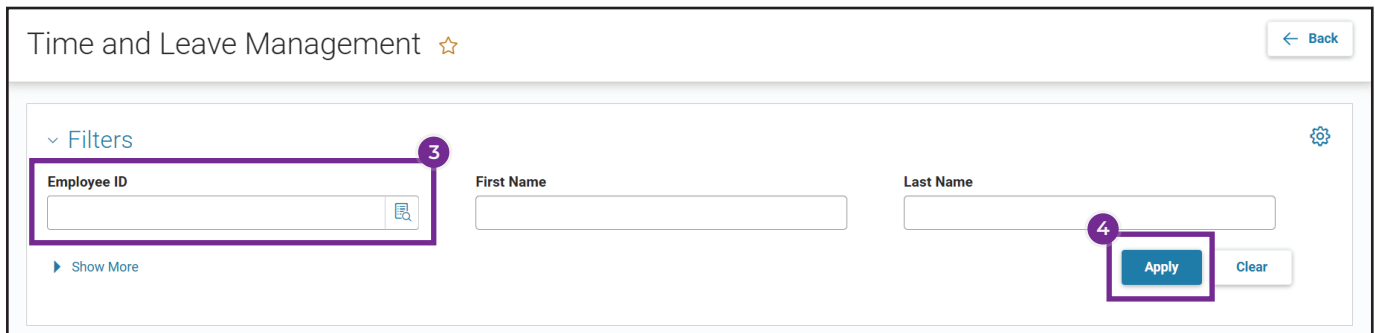 Time and Leave Management
Back
Filters
3
Employee ID
First Name
Last Name
4
Show More
Apply
Clear